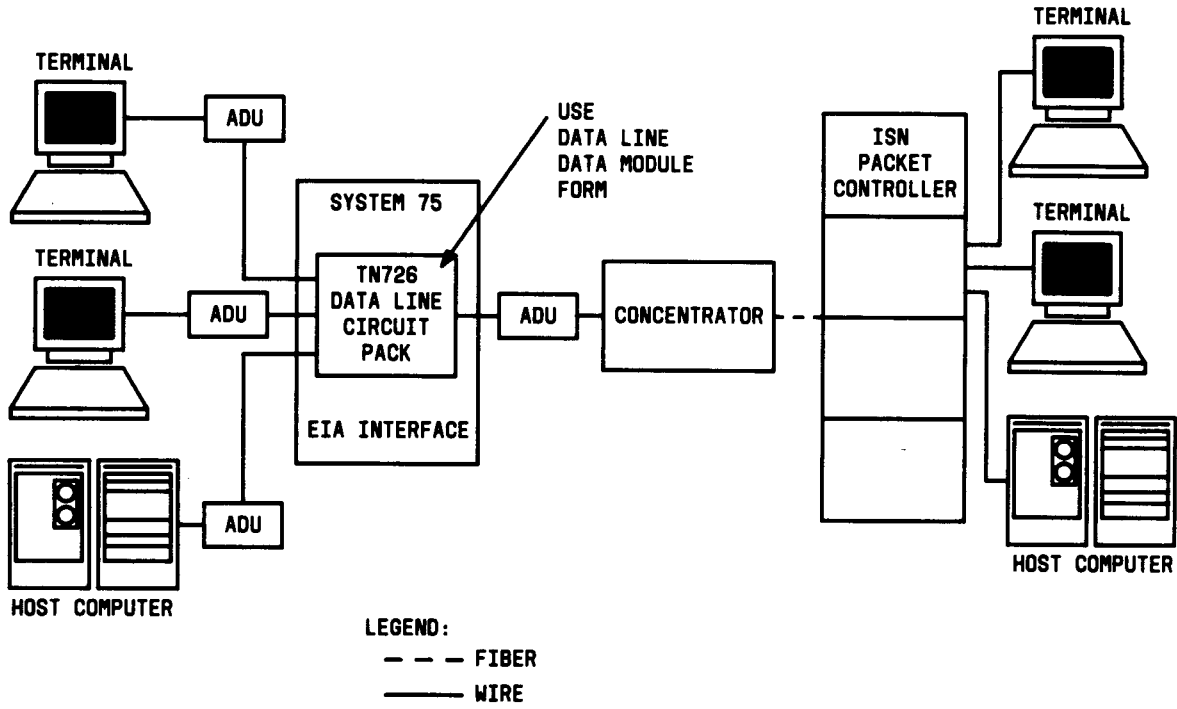 TERMINAL
ADU
TERMINAL
ADU
HOST COMPUTER
ADU
SYSTEM 75
TN726
DATA LINE
CIRCUIT
PACK
EIA INTERFACE
USE
DATA LINE
DATA MODULE
FORM
ADU
CONCENTRATOR
ISN
PACKET
CONTROLLER
TERMINAL
TERMINAL
HOST COMPUTER
LEGEND:
FIBER
WIRE